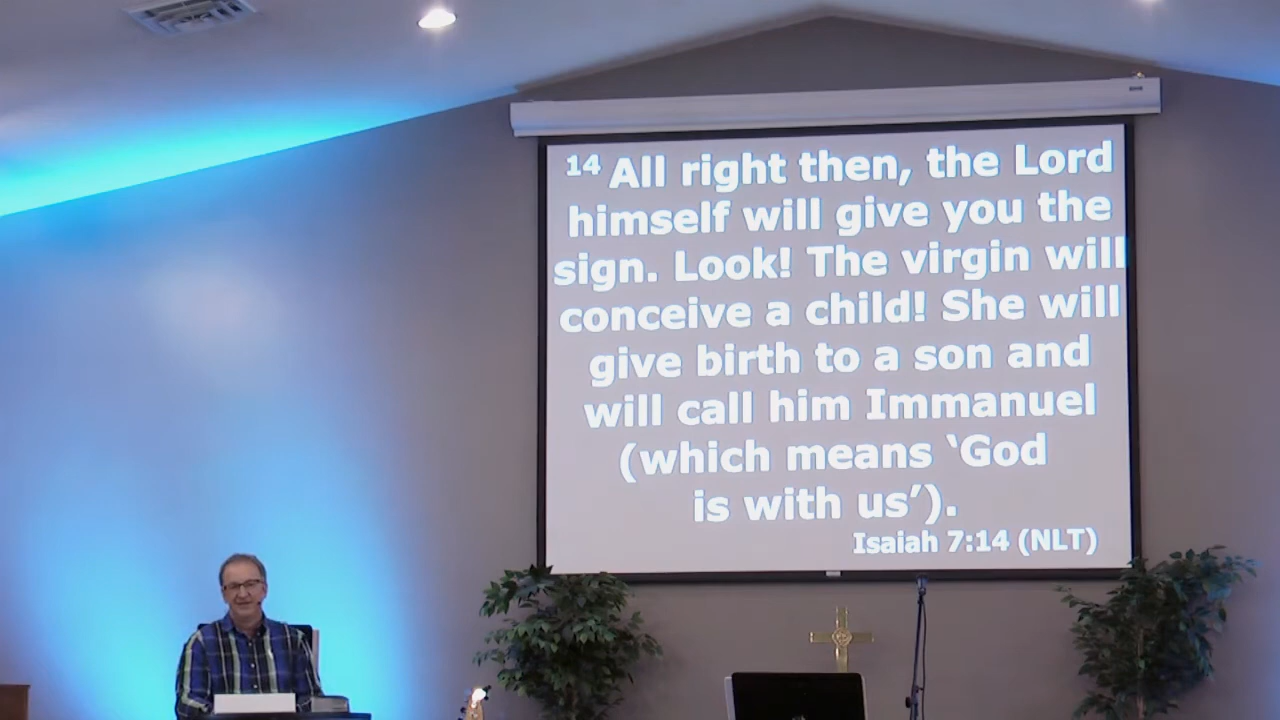 14 All right then, the Lord
himself will give you the
sign. Look! The virgin will
conceive a child! She will
give birth to a son and
will call him Immanuel
(which means ‘God
is with us’).
Isaiah 7:14 (NLT)